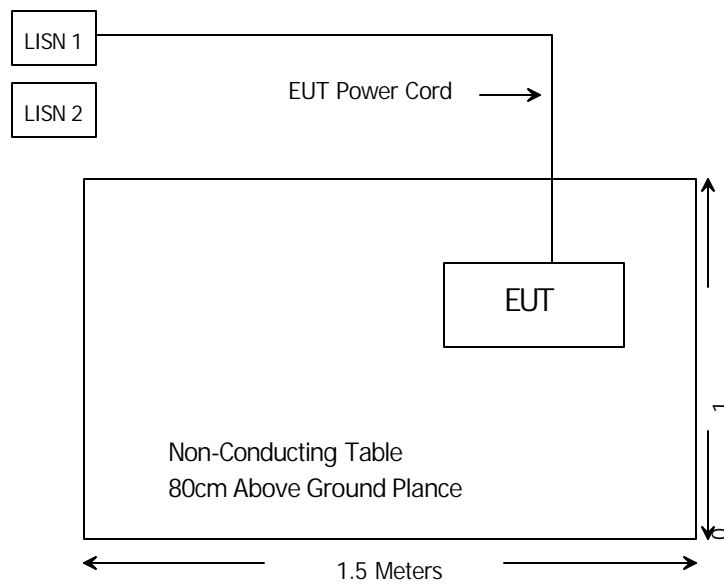 LISN 1
LISN 2
EUT Power Cord
EUT
Non-Conducting Table
80cm Above Ground Plance
1.5 Meters